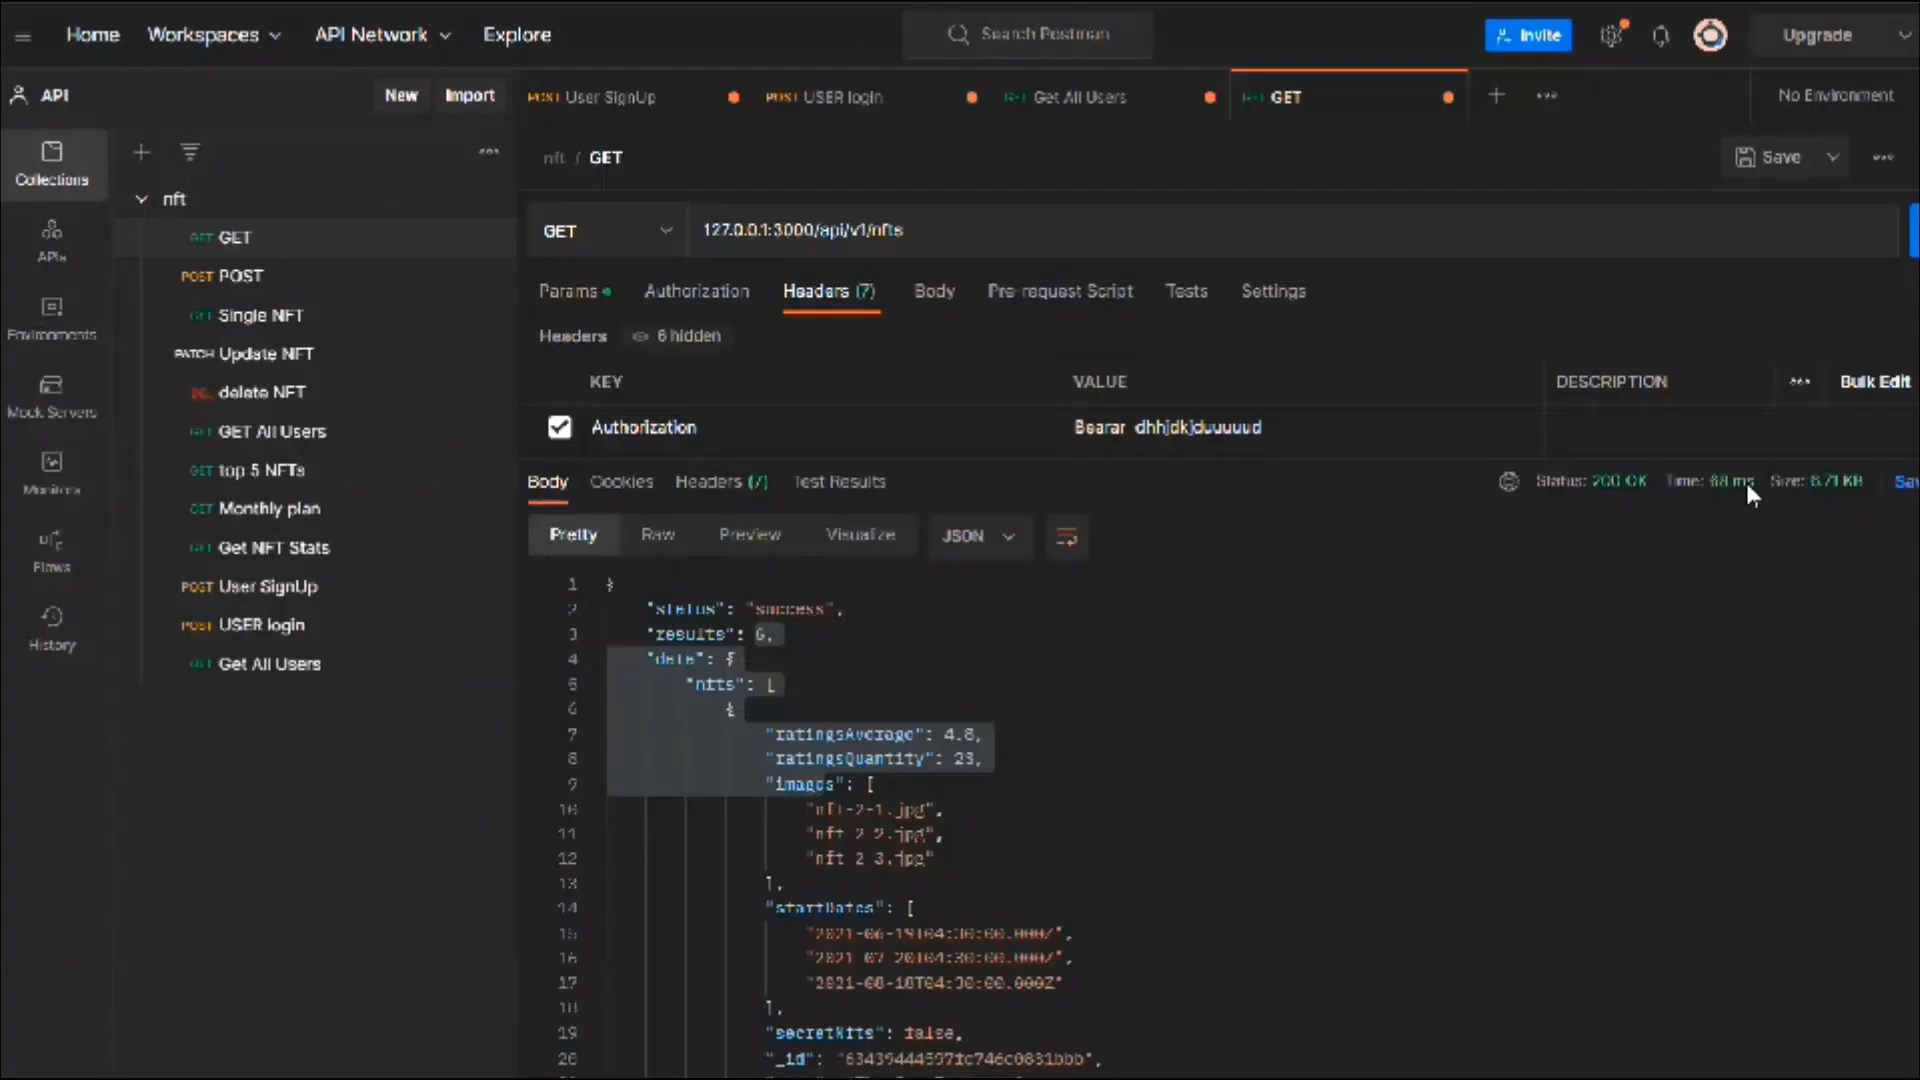 Home Workspaces API Network Explore
Search Postman
Invite
Upgrade
API
New Import
POST User SignUp
POST USER login
GET Get All Users
GET GET
No Environment
Collections
APIs
Environments
Mock Servers
Monitors
Flows
History
nft
GET GET
POST POST
GET Single NFT
PATCH Update NFT
DEL delete NFT
GET GET All Users
GET top 5 NFTs
GET Monthly plan
GET Get NFT Stats
POST User SignUp
POST USER login
GET Get All Users
nft / GET
Save
GET
127.0.0.1:3000/api/v1/nfts
Params Authorization Headers (7) Body Pre-request Script Tests Settings
Headers 6 hidden
KEY VALUE DESCRIPTION Bulk Edit
Authorization Bearar dhhjdkjduuuuud
Body Cookies Headers (7) Test Results
Status: 200 OK Time: 68 ms Size: 6.71 KB
Pretty Raw Preview Visualize JSON
1 {
2 "status": "success",
3 "results": 6,
4 "data": {
5 "nfts": [
6 {
7 "ratingsAverage": 4.8,
8 "ratingsQuantity": 23,
9 "images": [
10 "nft-2-1.jpg",
11 "nft-2-2.jpg",
12 "nft-2-3.jpg"
13 ],
14 "startDates": [
15 "2021-06-19T04:30:00.000Z",
16 "2021-07-20T04:30:00.000Z",
17 "2021-08-18T04:30:00.000Z"
18 ],
19 "secretNfts": false,
20 "_id":